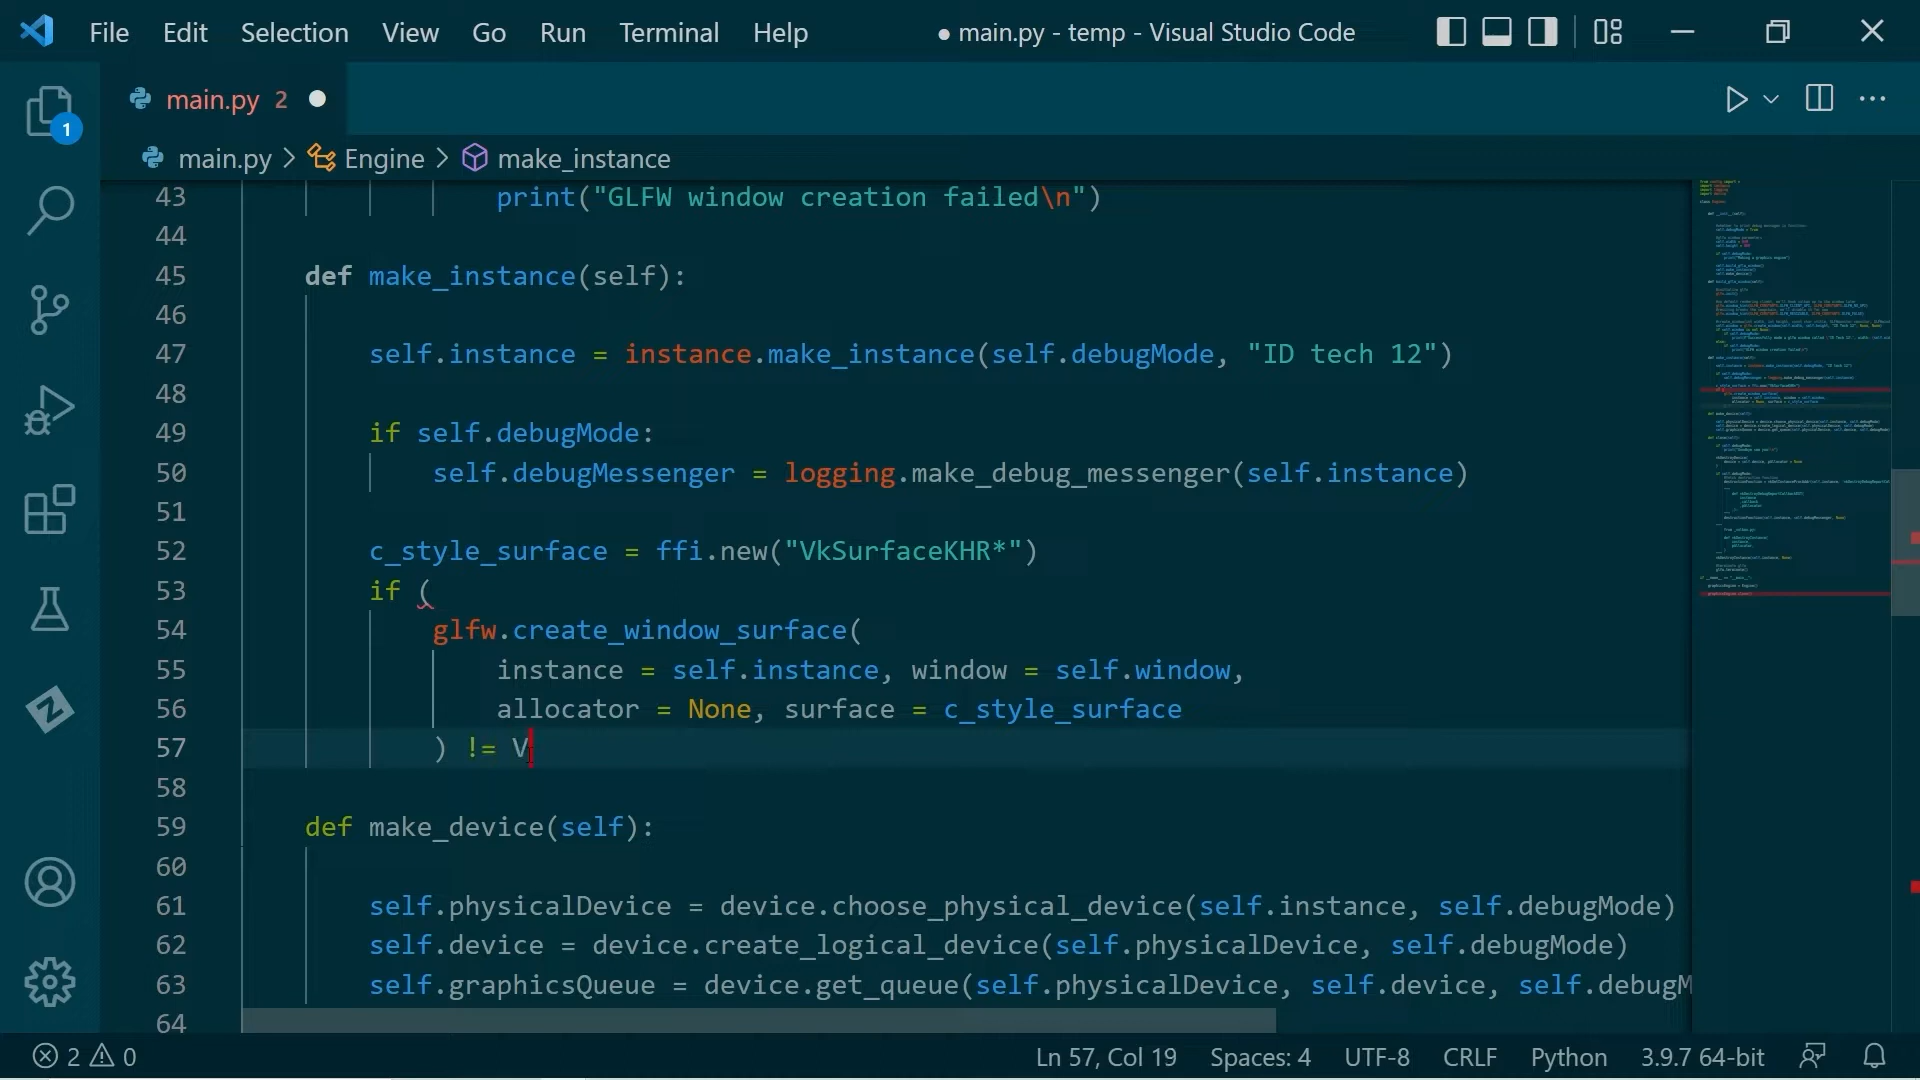 File Edit Selection View Go Run Terminal Help ● main.py - temp - Visual Studio Code
main.py 2 ●
1
main.py > Engine > make_instance
43 print("GLFW window creation failed\n")
44
45 def make_instance(self):
46
47 self.instance = instance.make_instance(self.debugMode, "ID tech 12")
48
49 if self.debugMode:
50 self.debugMessenger = logging.make_debug_messenger(self.instance)
51
52 c_style_surface = ffi.new("VkSurfaceKHR*")
53 if (
54 glfw.create_window_surface(
55 instance = self.instance, window = self.window,
56 allocator = None, surface = c_style_surface
57 ) != V
58
59 def make_device(self):
60
61 self.physicalDevice = device.choose_physical_device(self.instance, self.debugMode)
62 self.device = device.create_logical_device(self.physicalDevice, self.debugMode)
63 self.graphicsQueue = device.get_queue(self.physicalDevice, self.device, self.debugM
64
2 0 Ln 57, Col 19 Spaces: 4 UTF-8 CRLF Python 3.9.7 64-bit